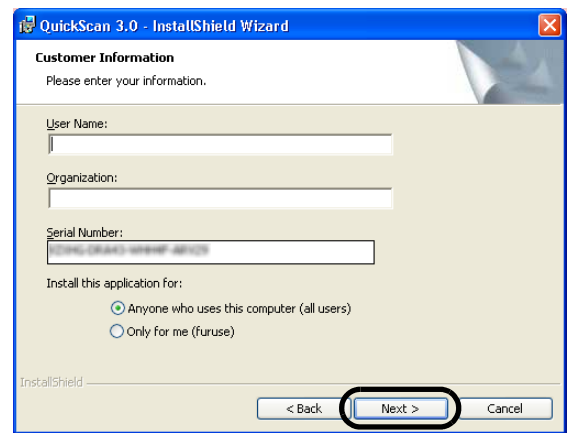 QuickScan 3.0 - InstallShield Wizard
Customer Information
Please enter your information.
User Name:
Organization:
Serial Number:
Install this application for:
Anyone who uses this computer (all users)
Only for me (furuse)
InstallShield
< Back Next > Cancel